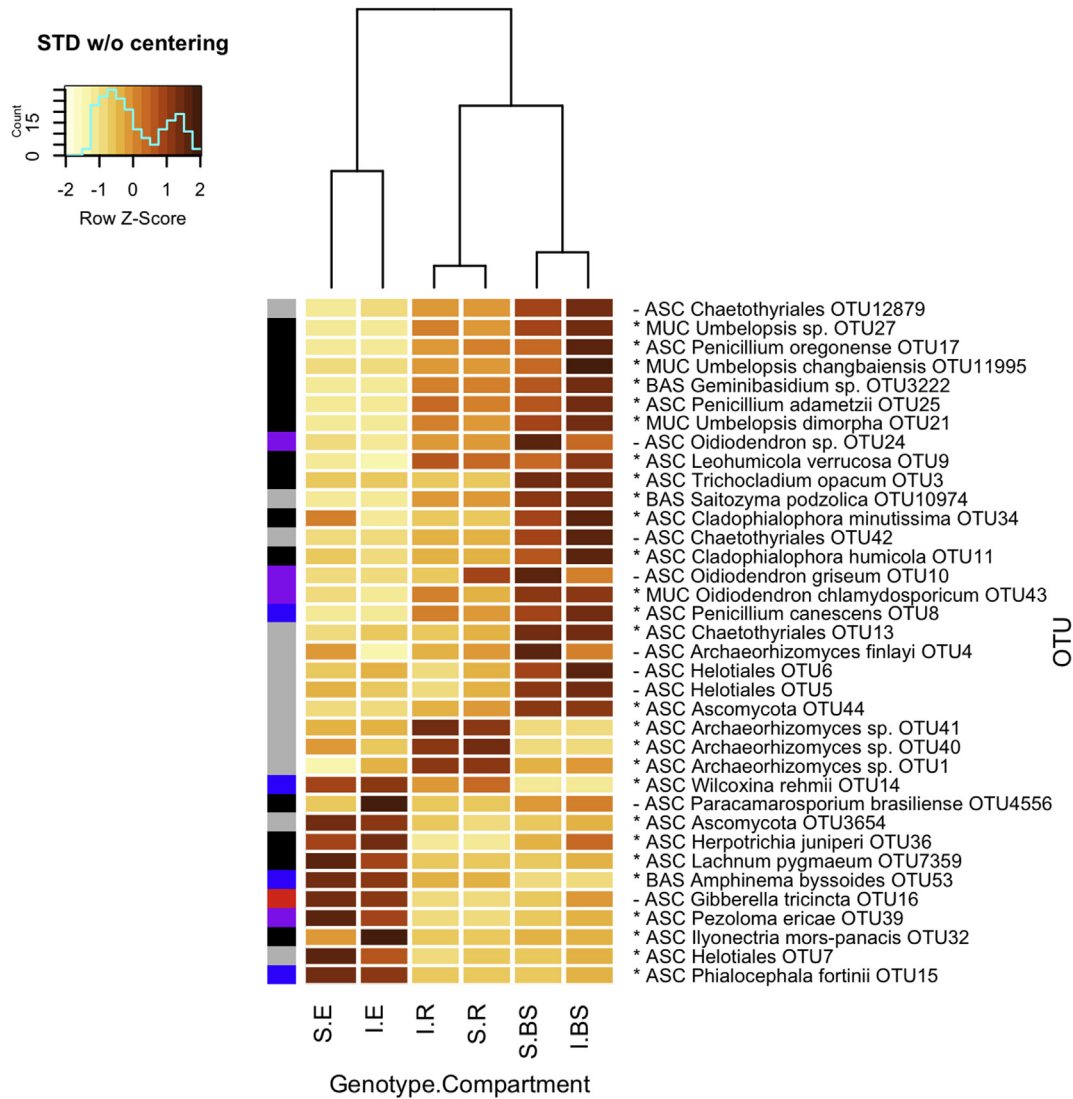 STD w/o centering
Count
0 15
-2 -1 0 1 2
Row Z-Score
- ASC Chaetothyriales OTU12879
* MUC Umbelopsis sp. OTU27
* ASC Penicillium oregonense OTU17
* MUC Umbelopsis changbaiensis OTU11995
* BAS Geminibasidium sp. OTU3222
* ASC Penicillium adametzii OTU25
* MUC Umbelopsis dimorpha OTU21
- ASC Oidiodendron sp. OTU24
* ASC Leohumicola verrucosa OTU9
* ASC Trichocladium opacum OTU3
* BAS Saitozyma podzolica OTU10974
* ASC Cladophialophora minutissima OTU34
- ASC Chaetothyriales OTU42
* ASC Cladophialophora humicola OTU11
- ASC Oidiodendron griseum OTU10
* MUC Oidiodendron chlamydosporicum OTU43
* ASC Penicillium canescens OTU8
* ASC Chaetothyriales OTU13
- ASC Archaeorhizomyces finlayi OTU4
- ASC Helotiales OTU6
- ASC Helotiales OTU5
* ASC Ascomycota OTU44
* ASC Archaeorhizomyces sp. OTU41
* ASC Archaeorhizomyces sp. OTU40
* ASC Archaeorhizomyces sp. OTU1
* ASC Wilcoxina rehmii OTU14
- ASC Paracamarosporium brasiliense OTU4556
* ASC Ascomycota OTU3654
* ASC Herpotrichia juniperi OTU36
* ASC Lachnum pygmaeum OTU7359
* BAS Amphinema byssoides OTU53
- ASC Gibberella tricincta OTU16
* ASC Pezoloma ericae OTU39
* ASC Ilyonectria mors-panacis OTU32
* ASC Helotiales OTU7
* ASC Phialocephala fortinii OTU15
OTU
S.E I.E I.R S.R S.BS I.BS
Genotype.Compartment